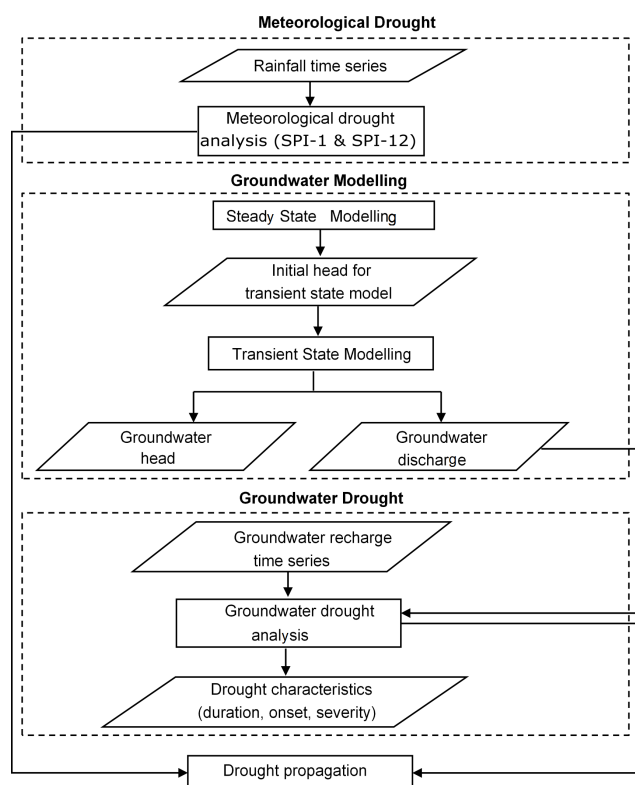 Meteorological Drought
Rainfall time series
Meteorological drought
analysis (SPI-1 & SPI-12)
Groundwater Modelling
Steady State Modelling
Initial head for
transient state model
Transient State Modelling
Groundwater
head
Groundwater
discharge
Groundwater Drought
Groundwater recharge
time series
Groundwater drought
analysis
Drought characteristics
(duration, onset, severity)
Drought propagation